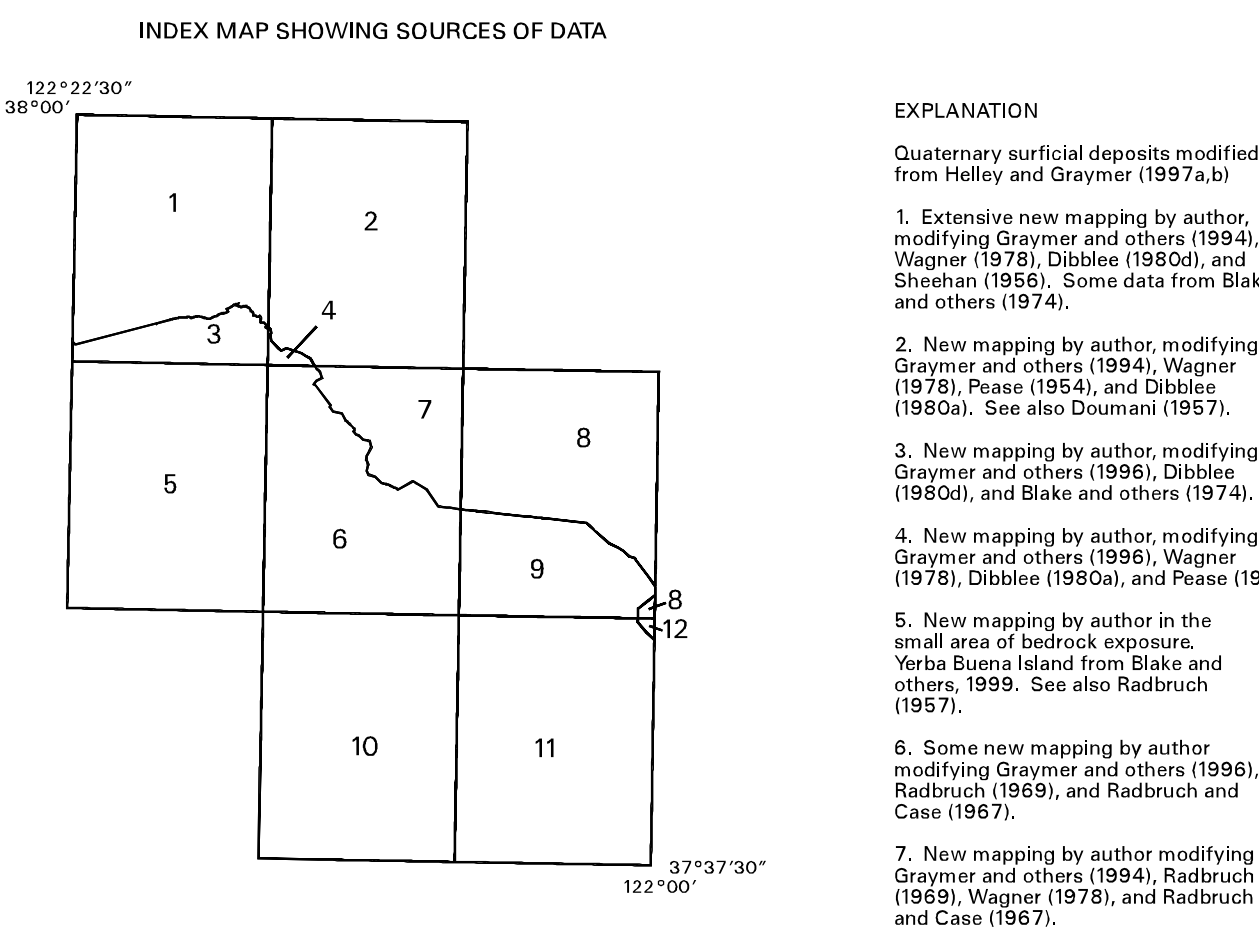 INDEX MAP SHOWING SOURCES OF DATA
122°22′30″
38°00′
1
2
3
4
5
6
7
8
9
8
12
10
11
37°37′30″
122°00′
EXPLANATION
Quaternary surficial deposits modified
from Helley and Graymer (1997a,b)
1. Extensive new mapping by author,
modifying Graymer and others (1994),
Wagner (1978), Dibblee (1980d), and
Sheehan (1956). Some data from Blak
and others (1974).
2. New mapping by author, modifying
Graymer and others (1994), Wagner
(1978), Pease (1954), and Dibblee
(1980a). See also Doumani (1957).
3. New mapping by author, modifying
Graymer and others (1996), Dibblee
(1980d), and Blake and others (1974).
4. New mapping by author, modifying
Graymer and others (1996), Wagner
(1978), Dibblee (1980a), and Pease (19
5. New mapping by author in the
small area of bedrock exposure.
Yerba Buena Island from Blake and
others, 1999. See also Radbruch
(1957).
6. Some new mapping by author
modifying Graymer and others (1996),
Radbruch (1969), and Radbruch and
Case (1967).
7. New mapping by author modifying
Graymer and others (1994), Radbruch
(1969), Wagner (1978), and Radbruch
and Case (1967).